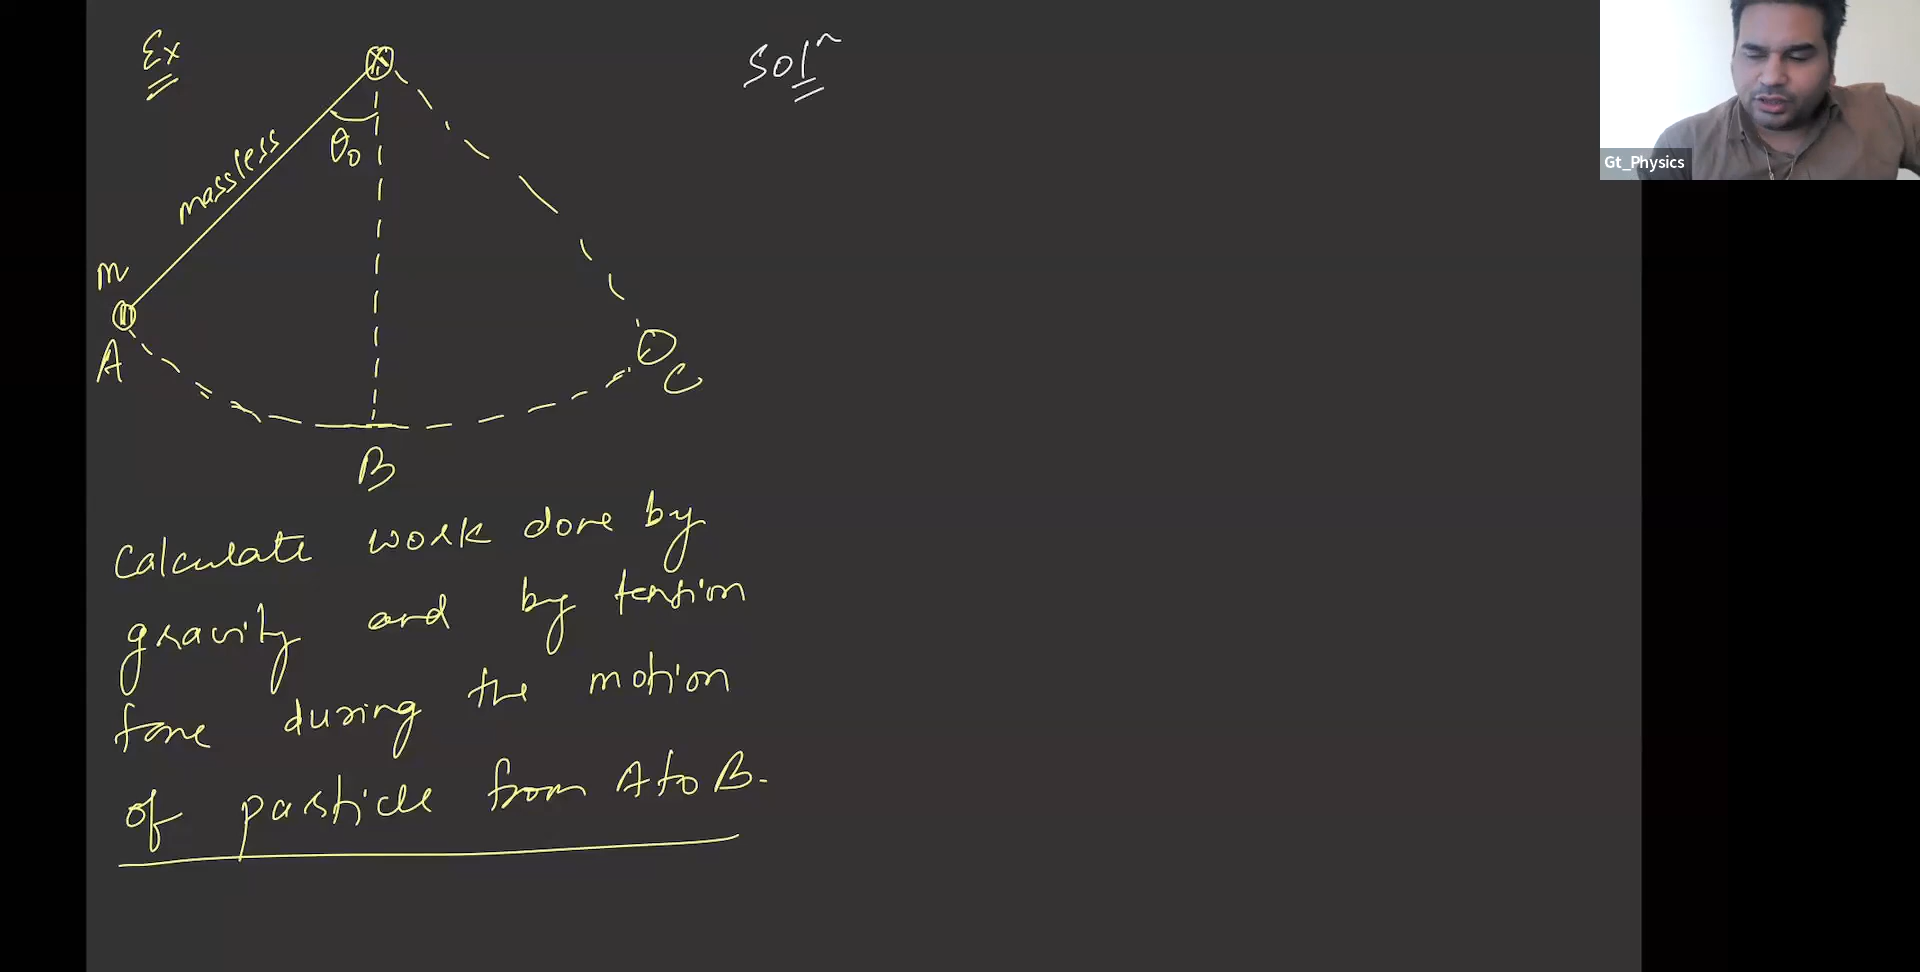 Ex
Solⁿ
θ₀
massless
m
A
B
C
Calculate work done by
gravity and by tension
force during the motion
of particle from A to B.
Gt_Physics